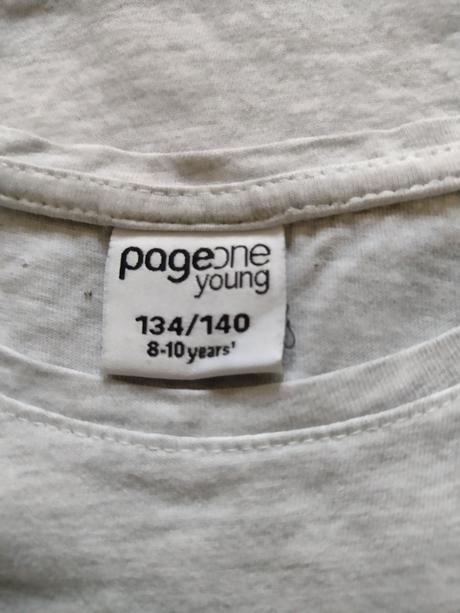 pageone
young
134/140
8-10 years'